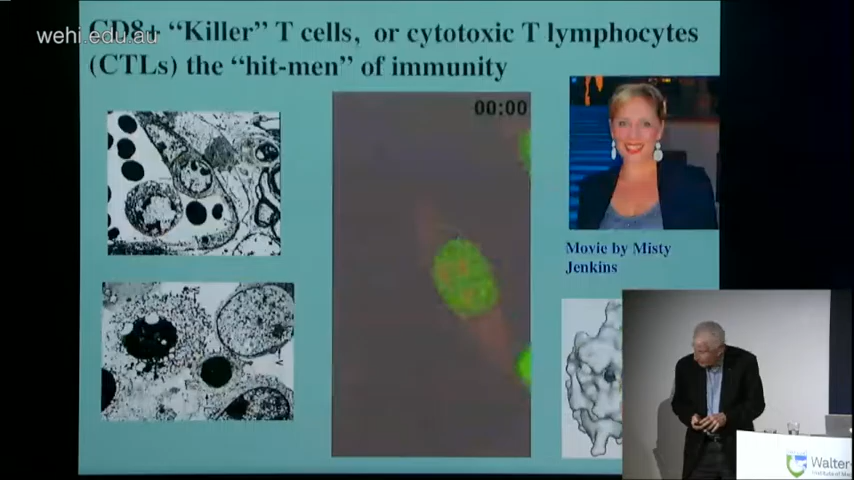 wehi.edu.au
CD8+ “Killer” T cells, or cytotoxic T lymphocytes
(CTLs) the “hit-men” of immunity
00:00
Movie by Misty
Jenkins
Walter